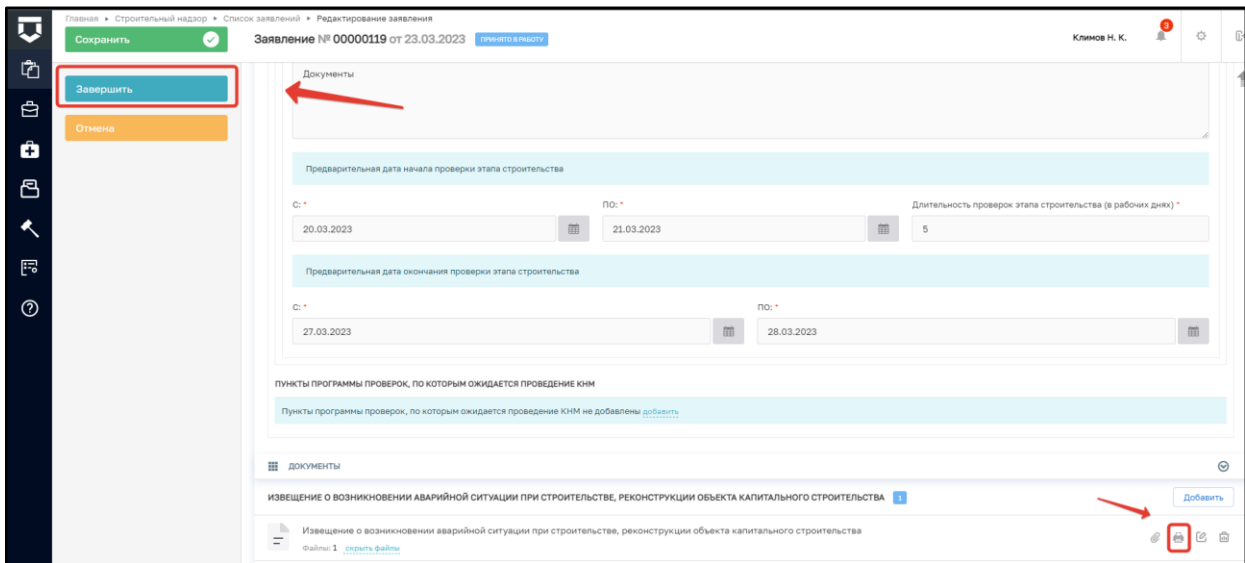 Главная ▸ Строительный надзор ▸ Список заявлений ▸ Редактирование заявления
Сохранить
Заявление № 00000119 от 23.03.2023 ПРИНЯТО В РАБОТУ
Климов Н. К.
3
Завершить
Отмена
Документы
Предварительная дата начала проверки этапа строительства
С: * ПО: * Длительность проверок этапа строительства (в рабочих днях) *
20.03.2023 21.03.2023 5
Предварительная дата окончания проверки этапа строительства
С: * ПО: *
27.03.2023 28.03.2023
ПУНКТЫ ПРОГРАММЫ ПРОВЕРОК, ПО КОТОРЫМ ОЖИДАЕТСЯ ПРОВЕДЕНИЕ КНМ
Пункты программы проверок, по которым ожидается проведение КНМ не добавлены добавить
ДОКУМЕНТЫ
ИЗВЕЩЕНИЕ О ВОЗНИКНОВЕНИИ АВАРИЙНОЙ СИТУАЦИИ ПРИ СТРОИТЕЛЬСТВЕ, РЕКОНСТРУКЦИИ ОБЪЕКТА КАПИТАЛЬНОГО СТРОИТЕЛЬСТВА 1 Добавить
Извещение о возникновении аварийной ситуации при строительстве, реконструкции объекта капитального строительства
Файлы: 1 скрыть файлы